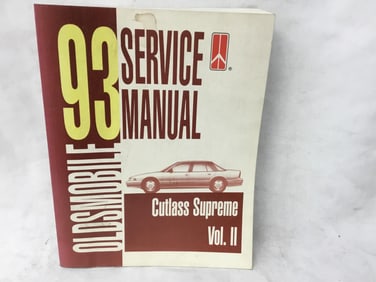 OLDSMOBILE
93
SERVICE
MANUAL
®
Cutlass Supreme
Vol. II